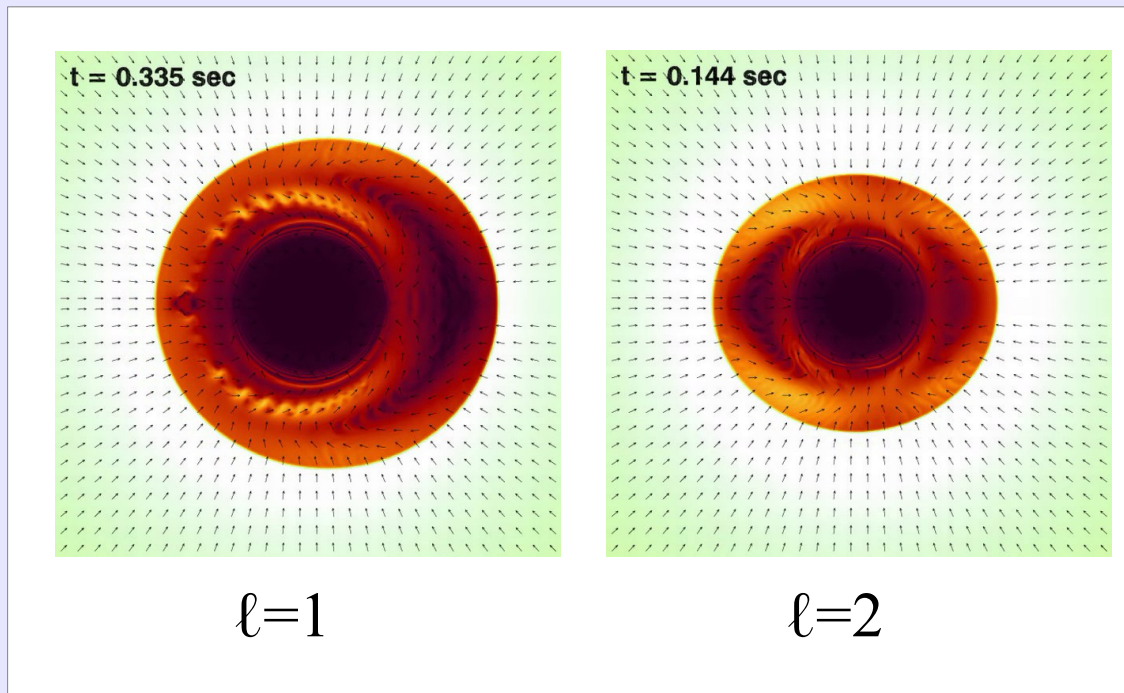 t = 0.335 sec
t = 0.144 sec
ℓ=1
ℓ=2